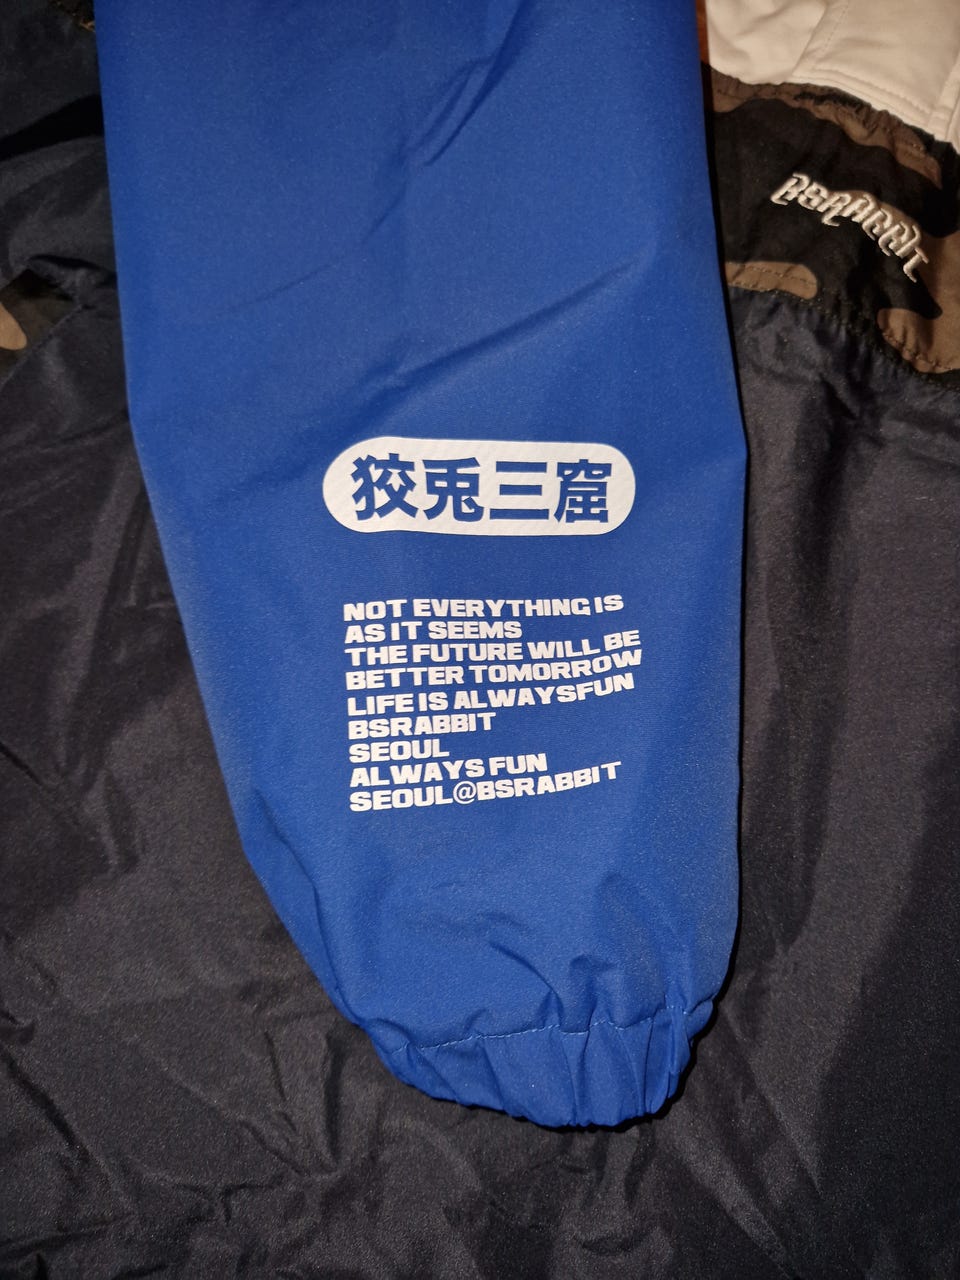 BSRABBIT
狡兎三窟
NOT EVERYTHING IS
AS IT SEEMS
THE FUTURE WILL BE
BETTER TOMORROW
LIFE IS ALWAYSFUN
BSRABBIT
SEOUL
ALWAYS FUN
SEOUL@BSRABBIT